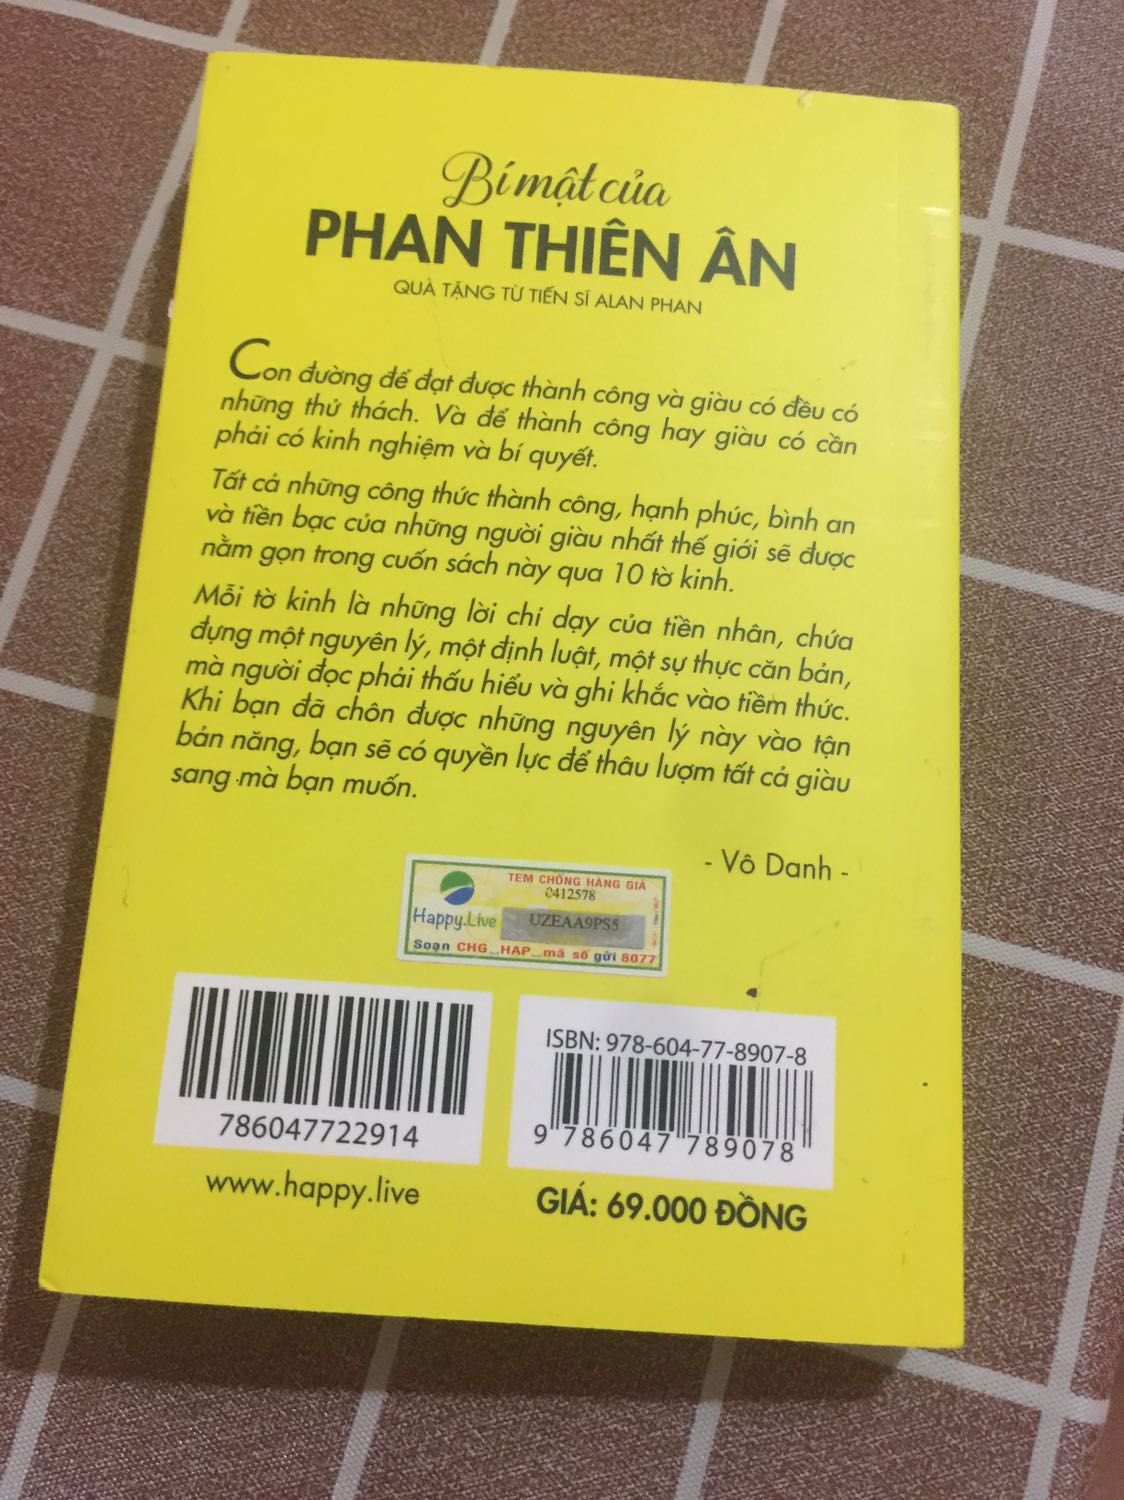 Bí mật của
PHAN THIÊN ÂN
QUÀ TẶNG TỪ TIẾN SĨ ALAN PHAN
Con đường để đạt được thành công và giàu có đều có
những thử thách. Và để thành công hay giàu có cần
phải có kinh nghiệm và bí quyết.
Tất cả những công thức thành công, hạnh phúc, bình an
và tiền bạc của những người giàu nhất thế giới sẽ được
nằm gọn trong cuốn sách này qua 10 tờ kinh.
Mỗi tờ kinh là những lời chỉ dạy của tiền nhân, chứa
đựng một nguyên lý, một định luật, một sự thực căn bản,
mà người đọc phải thấu hiểu và ghi khắc vào tiềm thức.
Khi bạn đã chôn được những nguyên lý này vào tận
bản năng, bạn sẽ có quyền lực để thâu lượm tất cả giàu
sang mà bạn muốn.
- Vô Danh -
TEM CHỐNG HÀNG GIẢ
0412578
Happy.Live
UZEAA9PS5
Soạn CHG_HAP_mã số gửi 8077
786047722914
www.happy.live
ISBN: 978-604-77-8907-8
9 786047 789078
GIÁ: 69.000 ĐỒNG